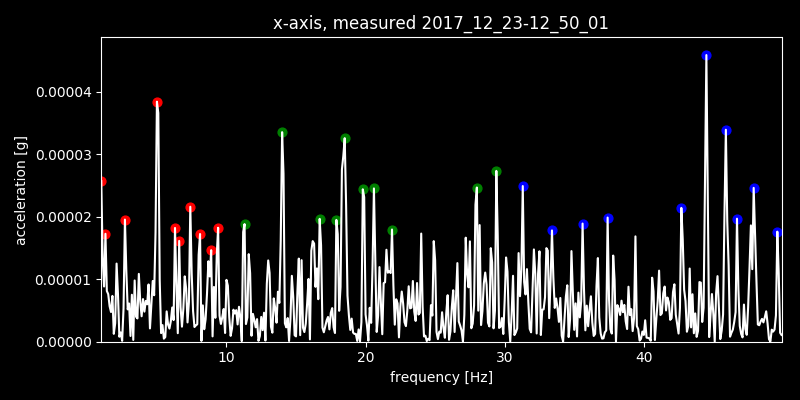 x-axis, measured 2017_12_23-12_50_01
acceleration [g]
0.00004
0.00003
0.00002
0.00001
0.00000
10 20 30 40
frequency [Hz]